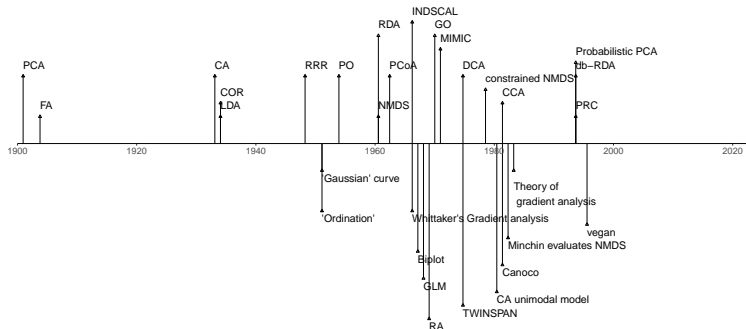 INDSCAL
RDA
GO
MIMIC
Probabilistic PCA
PCA
CA
RRR
PO
PCoA
DCA
db-RDA
constrained NMDS
COR
CCA
FA
LDA
NMDS
PRC
1900
1920
1940
1960
1980
2000
2020
'Gaussian' curve
Theory of
gradient analysis
'Ordination'
Whittaker's Gradient analysis
vegan
Minchin evaluates NMDS
Biplot
Canoco
GLM
CA unimodal model
TWINSPAN
RA